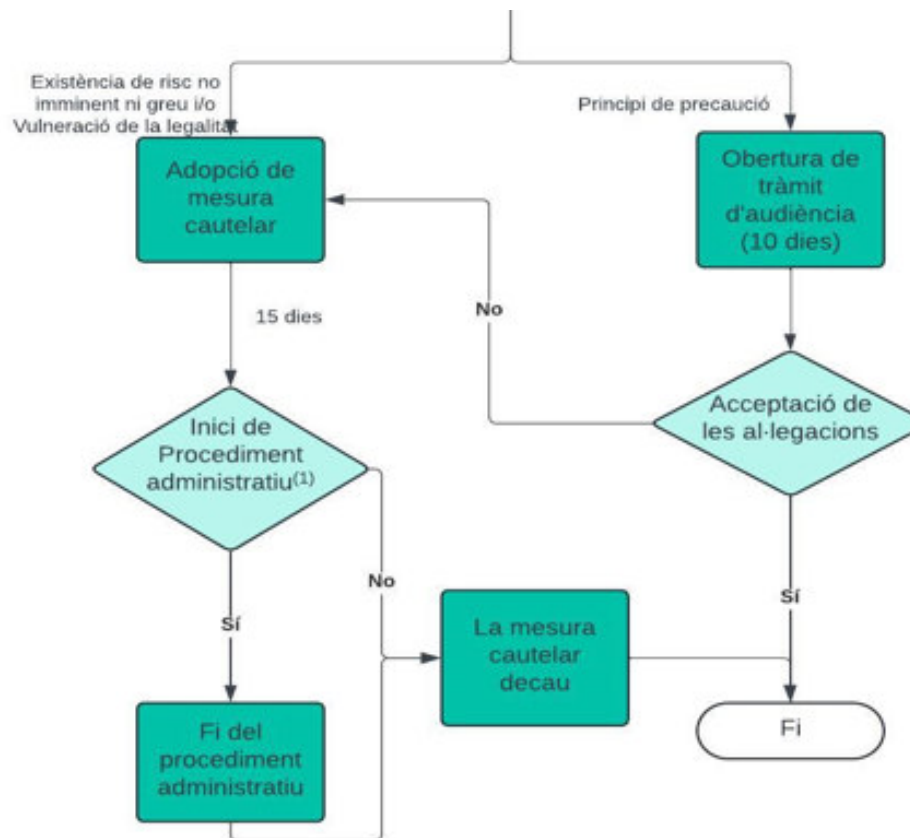 Existència de risc no
imminent ni greu i/o
Vulneració de la legalitat
Principi de precaució
Adopció de
mesura
cautelar
Obertura de
tràmit
d'audiència
(10 dies)
No
15 dies
Acceptació de
les al·legacions
Inici de
Procediment
administratiu(1)
No
Sí
Sí
La mesura
cautelar
decau
Fi del
procediment
administratiu
Fi